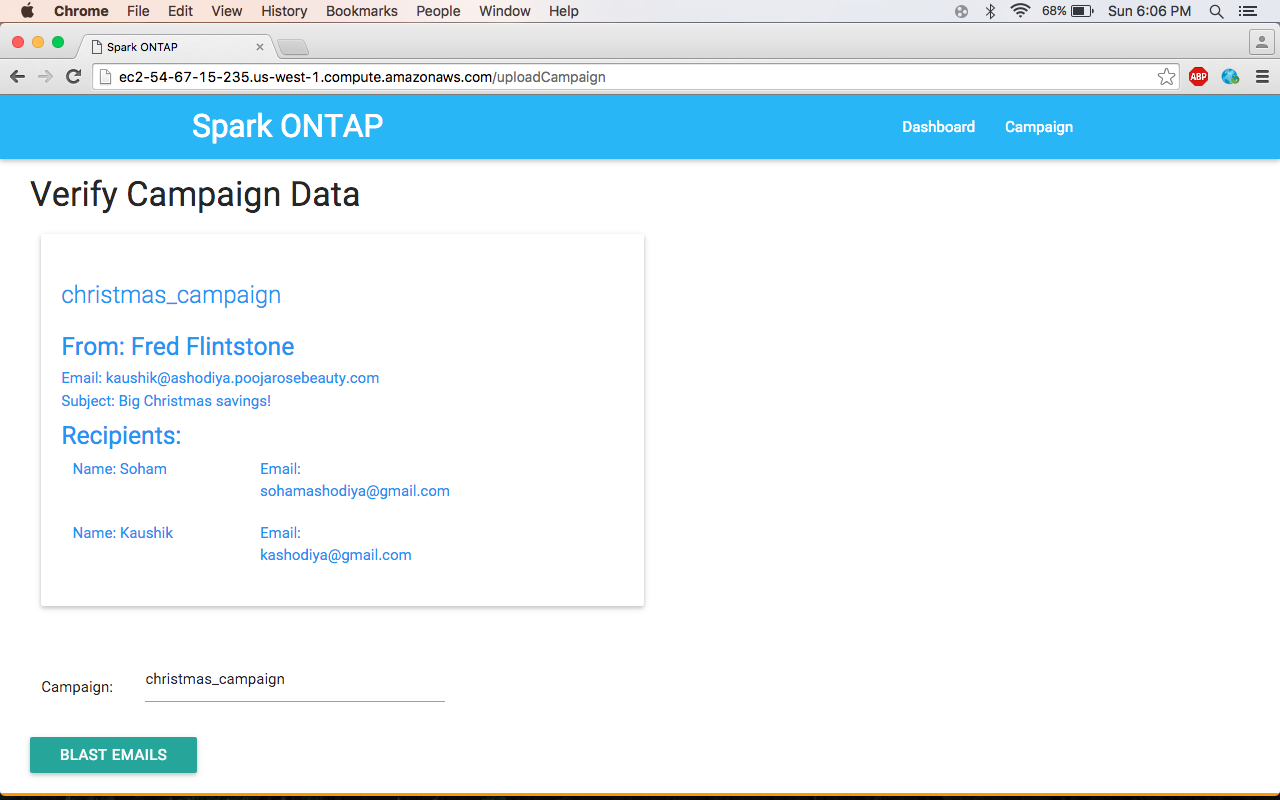 Chrome File Edit View History Bookmarks People Window Help 68% Sun 6:06 PM
Spark ONTAP
ec2-54-67-15-235.us-west-1.compute.amazonaws.com/uploadCampaign ABP
Spark ONTAP Dashboard Campaign
Verify Campaign Data
christmas_campaign
From: Fred Flintstone
Email: kaushik@ashodiya.poojarosebeauty.com
Subject: Big Christmas savings!
Recipients:
Name: Soham Email:
sohamashodiya@gmail.com
Name: Kaushik Email:
kashodiya@gmail.com
Campaign: christmas_campaign
BLAST EMAILS